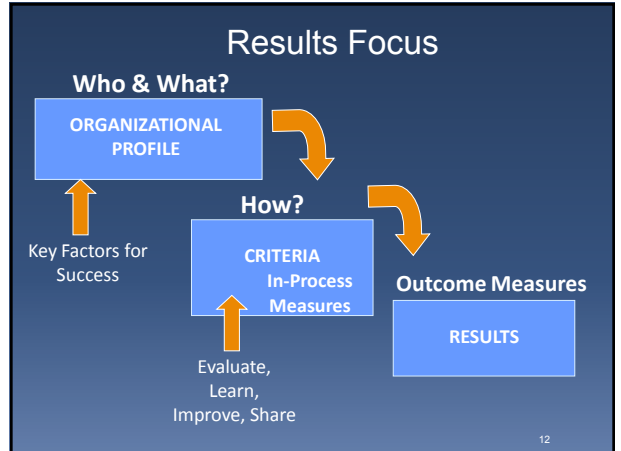 Results Focus
Who & What?
ORGANIZATIONAL
PROFILE
Key Factors for
Success
How?
CRITERIA
In-Process
Measures
Evaluate,
Learn,
Improve, Share
Outcome Measures
RESULTS
12